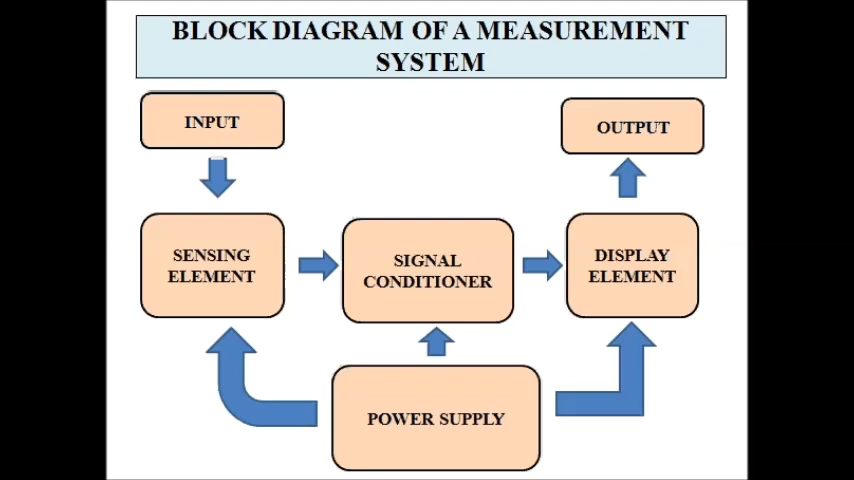 BLOCK DIAGRAM OF A MEASUREMENT
SYSTEM
INPUT
OUTPUT
SENSING
ELEMENT
SIGNAL
CONDITIONER
DISPLAY
ELEMENT
POWER SUPPLY